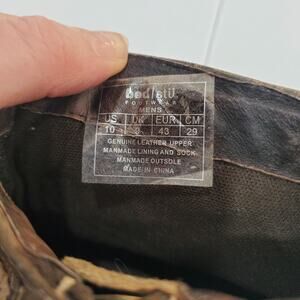 FOOTWEAR
MENS
US UK EUR CM
10 9 43 29
GENUINE LEATHER UPPER
MANMADE LINING AND SOCK
MANMADE OUTSOLE
MADE IN CHINA